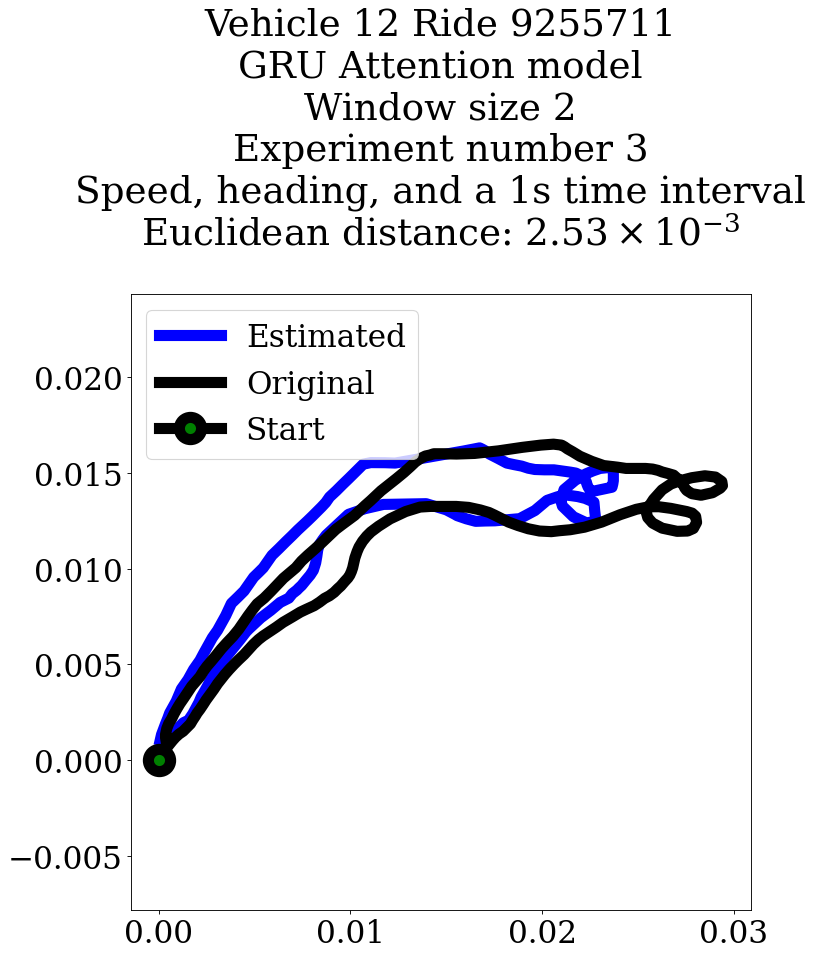 Vehicle 12 Ride 9255711
GRU Attention model
Window size 2
Experiment number 3
Speed, heading, and a 1s time interval
Euclidean distance: 2.53 × 10⁻³
Estimated
Original
Start
0.020
0.015
0.010
0.005
0.000
−0.005
0.00 0.01 0.02 0.03